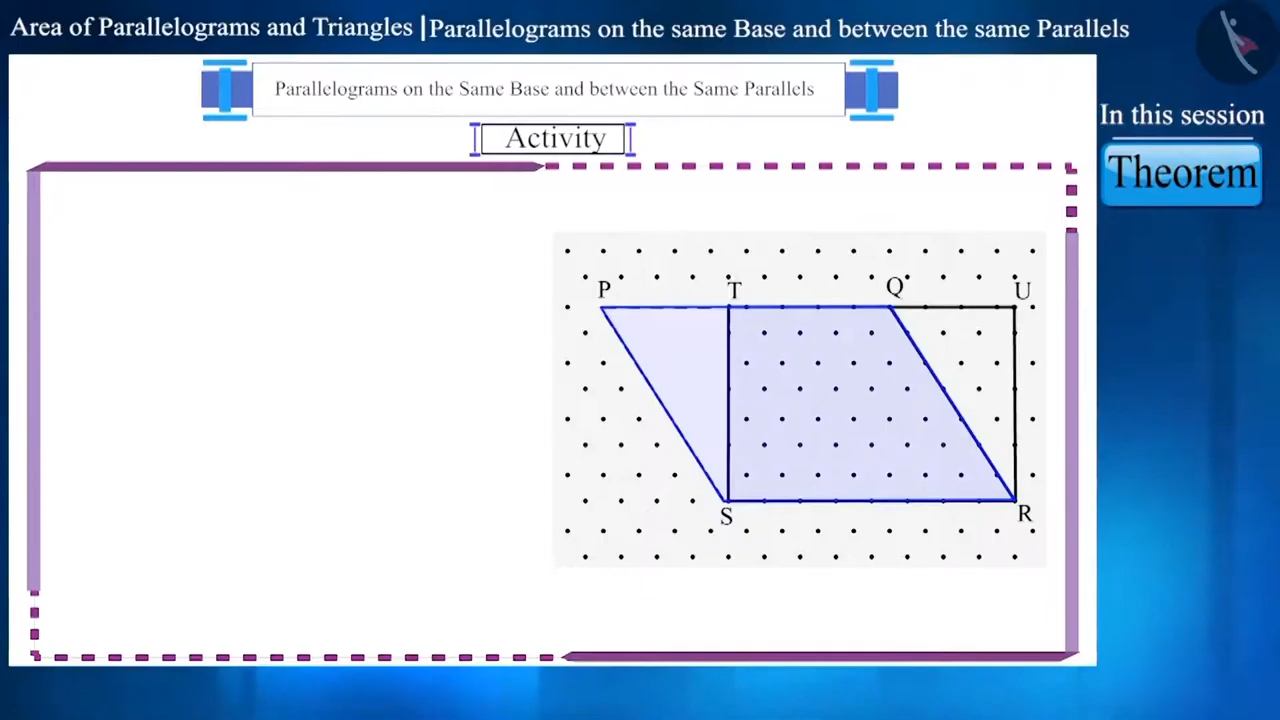 Area of Parallelograms and Triangles | Parallelograms on the same Base and between the same Parallels
Parallelograms on the Same Base and between the Same Parallels
Activity
In this session
Theorem
P T Q U
S R